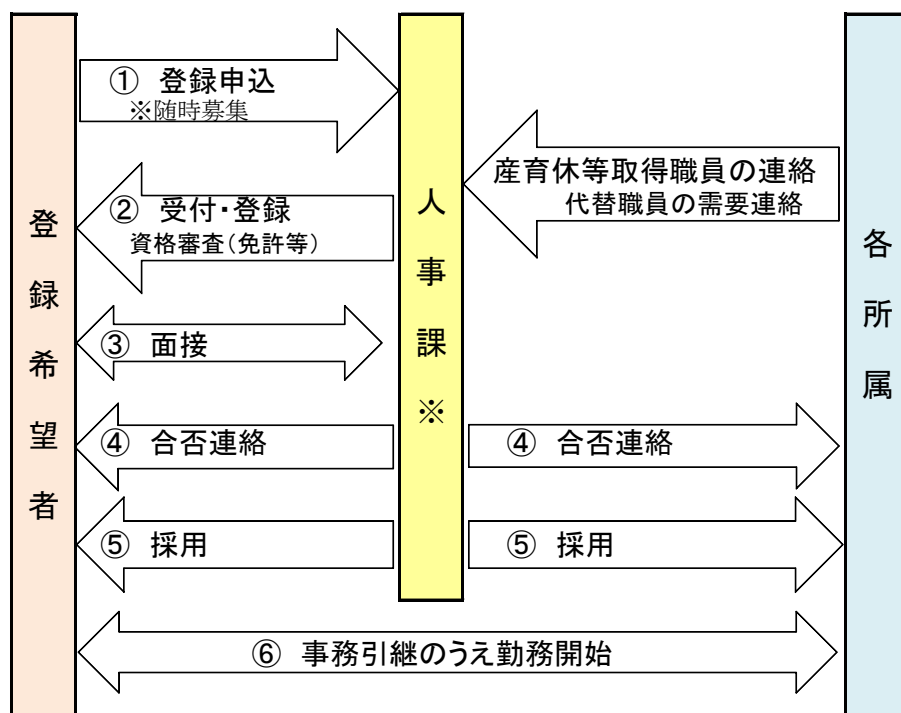 ① 登録申込
※随時募集
産育休等取得職員の連絡
代替職員の需要連絡
② 受付・登録
資格審査（免許等）
登録希望者
人事課※
各所属
③ 面接
④ 合否連絡
④ 合否連絡
⑤ 採用
⑤ 採用
⑥ 事務引継のうえ勤務開始